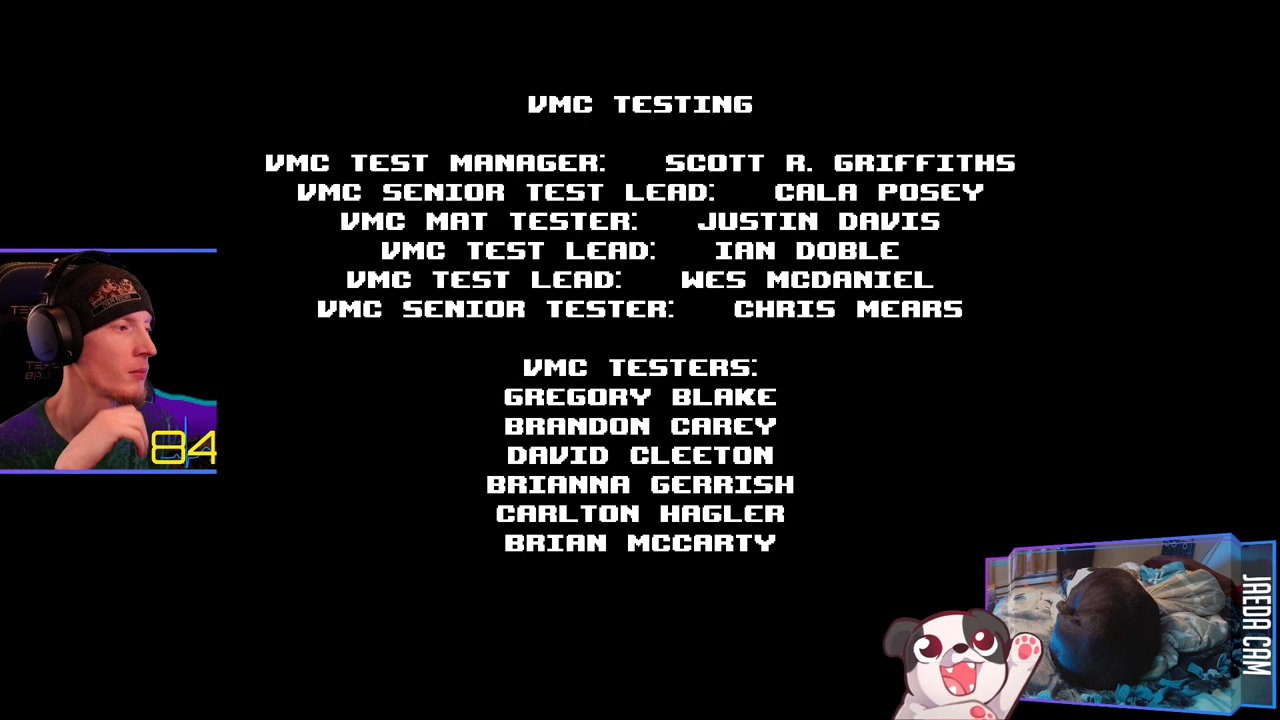 VMC TESTING
VMC TEST MANAGER: SCOTT R. GRIFFITHS
VMC SENIOR TEST LEAD: CALA POSEY
VMC MAT TESTER: JUSTIN DAVIS
VMC TEST LEAD: IAN DOBLE
VMC TEST LEAD: WES MCDANIEL
VMC SENIOR TESTER: CHRIS MEARS
VMC TESTERS:
GREGORY BLAKE
BRANDON CAREY
DAVID CLEETON
BRIANNA GERRISH
CARLTON HAGLER
BRIAN MCCARTY
84
JAEDA CAM